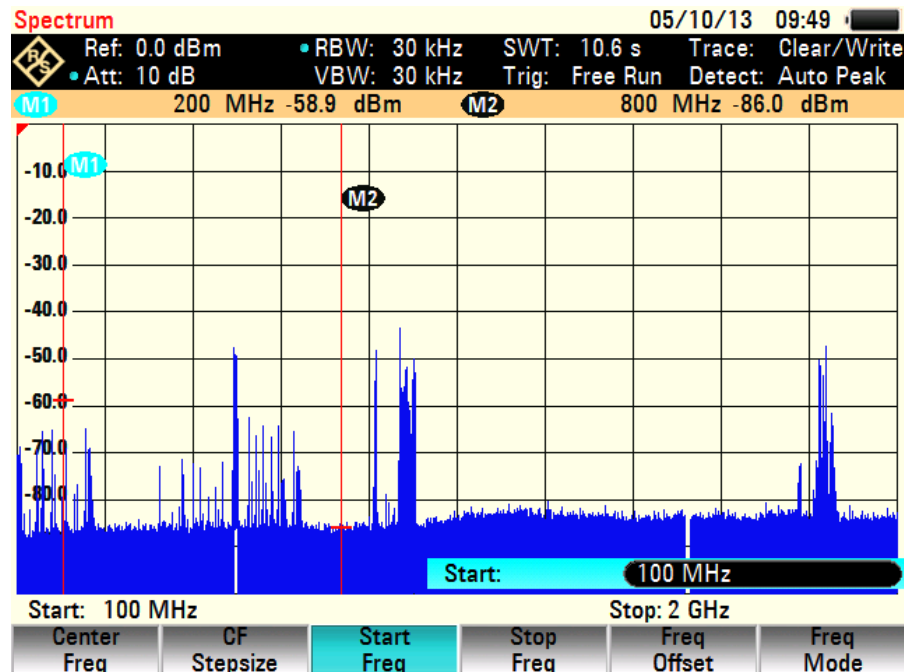 Spectrum 05/10/13 09:49
R&S Ref: 0.0 dBm RBW: 30 kHz SWT: 10.6 s Trace: Clear/Write
Att: 10 dB VBW: 30 kHz Trig: Free Run Detect: Auto Peak
M1 200 MHz -58.9 dBm M2 800 MHz -86.0 dBm
-10.0 M1
M2
-20.0
-30.0
-40.0
-50.0
-60.0
-70.0
-80.0
Start: 100 MHz
Start: 100 MHz Stop: 2 GHz
Center Freq
CF Stepsize
Start Freq
Stop Freq
Freq Offset
Freq Mode